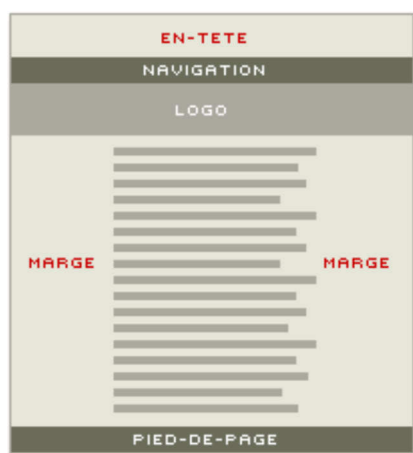 EN-TETE
NAVIGATION
LOGO
MARGE MARGE
PIED-DE-PAGE